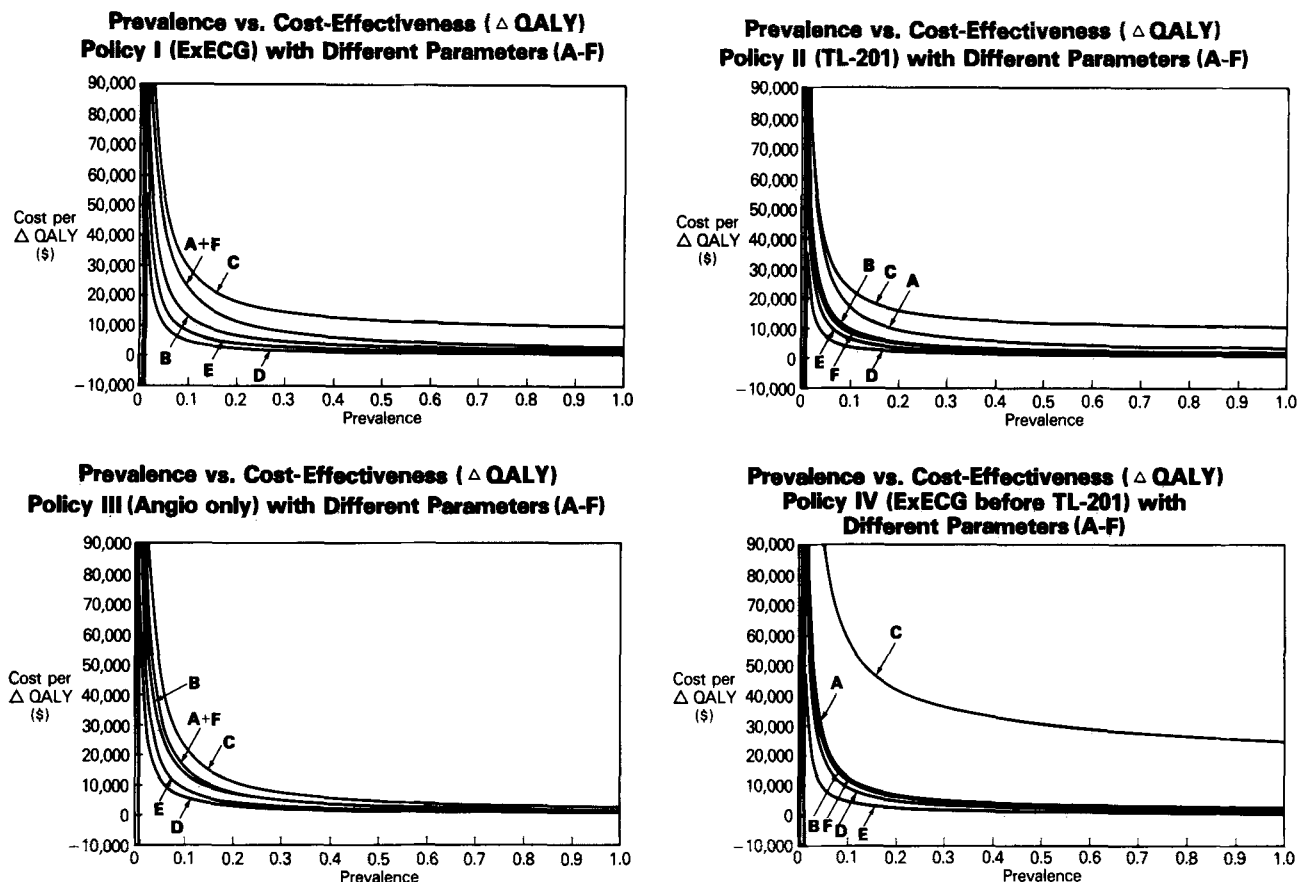 Prevalence vs. Cost-Effectiveness (△ QALY)
Policy I (ExECG) with Different Parameters (A-F)
90,000
80,000
70,000
60,000
50,000
40,000
30,000
20,000
10,000
0
−10,000
Cost per
△ QALY
($)
A+F
C
B
E
D
0 0.1 0.2 0.3 0.4 0.5 0.6 0.7 0.8 0.9 1.0
Prevalence
Prevalence vs. Cost-Effectiveness (△ QALY)
Policy II (TL-201) with Different Parameters (A-F)
90,000
80,000
70,000
60,000
50,000
40,000
30,000
20,000
10,000
0
−10,000
Cost per
△ QALY
($)
B
C
A
E
F
D
0 0.1 0.2 0.3 0.4 0.5 0.6 0.7 0.8 0.9 1.0
Prevalence
Prevalence vs. Cost-Effectiveness (△ QALY)
Policy III (Angio only) with Different Parameters (A-F)
90,000
80,000
70,000
60,000
50,000
40,000
30,000
20,000
10,000
0
−10,000
Cost per
△ QALY
($)
B
A+F
C
E
D
0 0.1 0.2 0.3 0.4 0.5 0.6 0.7 0.8 0.9 1.0
Prevalence
Prevalence vs. Cost-Effectiveness (△ QALY)
Policy IV (ExECG before TL-201) with
Different Parameters (A-F)
90,000
80,000
70,000
60,000
50,000
40,000
30,000
20,000
10,000
0
−10,000
Cost per
△ QALY
($)
C
A
B F D E
0 0.1 0.2 0.3 0.4 0.5 0.6 0.7 0.8 0.9 1.0
Prevalence